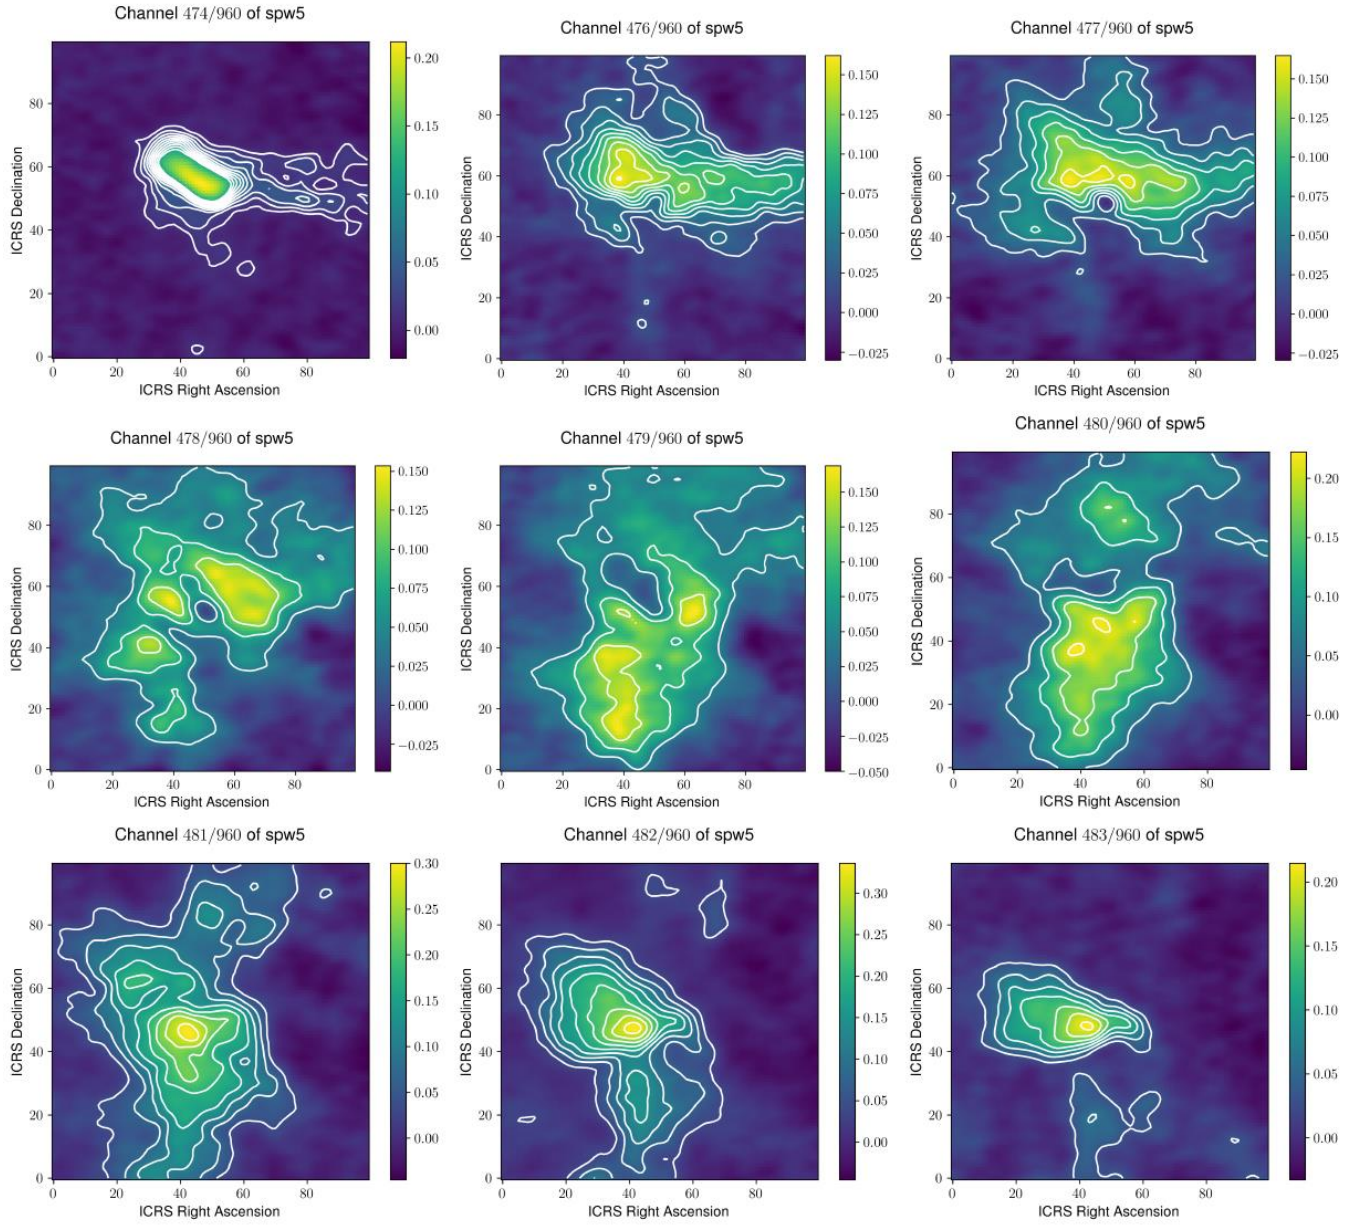 Channel 474/960 of spw5
Channel 476/960 of spw5
Channel 477/960 of spw5
ICRS Declination
80
60
40
20
0
0 20 40 60 80
ICRS Right Ascension
0.20
0.15
0.10
0.05
0.00
ICRS Declination
80
60
40
20
0
0 20 40 60 80
ICRS Right Ascension
0.150
0.125
0.100
0.075
0.050
0.025
0.000
−0.025
ICRS Declination
80
60
40
20
0
0 20 40 60 80
ICRS Right Ascension
0.150
0.125
0.100
0.075
0.050
0.025
0.000
−0.025
Channel 478/960 of spw5
Channel 479/960 of spw5
Channel 480/960 of spw5
ICRS Declination
80
60
40
20
0
0 20 40 60 80
ICRS Right Ascension
0.150
0.125
0.100
0.075
0.050
0.025
0.000
−0.025
ICRS Declination
80
60
40
20
0
0 20 40 60 80
ICRS Right Ascension
0.150
0.125
0.100
0.075
0.050
0.025
0.000
−0.025
−0.050
ICRS Declination
80
60
40
20
0
0 20 40 60 80
ICRS Right Ascension
0.20
0.15
0.10
0.05
0.00
Channel 481/960 of spw5
Channel 482/960 of spw5
Channel 483/960 of spw5
ICRS Declination
80
60
40
20
0
0 20 40 60 80
ICRS Right Ascension
0.30
0.25
0.20
0.15
0.10
0.05
0.00
ICRS Declination
80
60
40
20
0
0 20 40 60 80
ICRS Right Ascension
0.30
0.25
0.20
0.15
0.10
0.05
0.00
ICRS Declination
80
60
40
20
0
0 20 40 60 80
ICRS Right Ascension
0.20
0.15
0.10
0.05
0.00